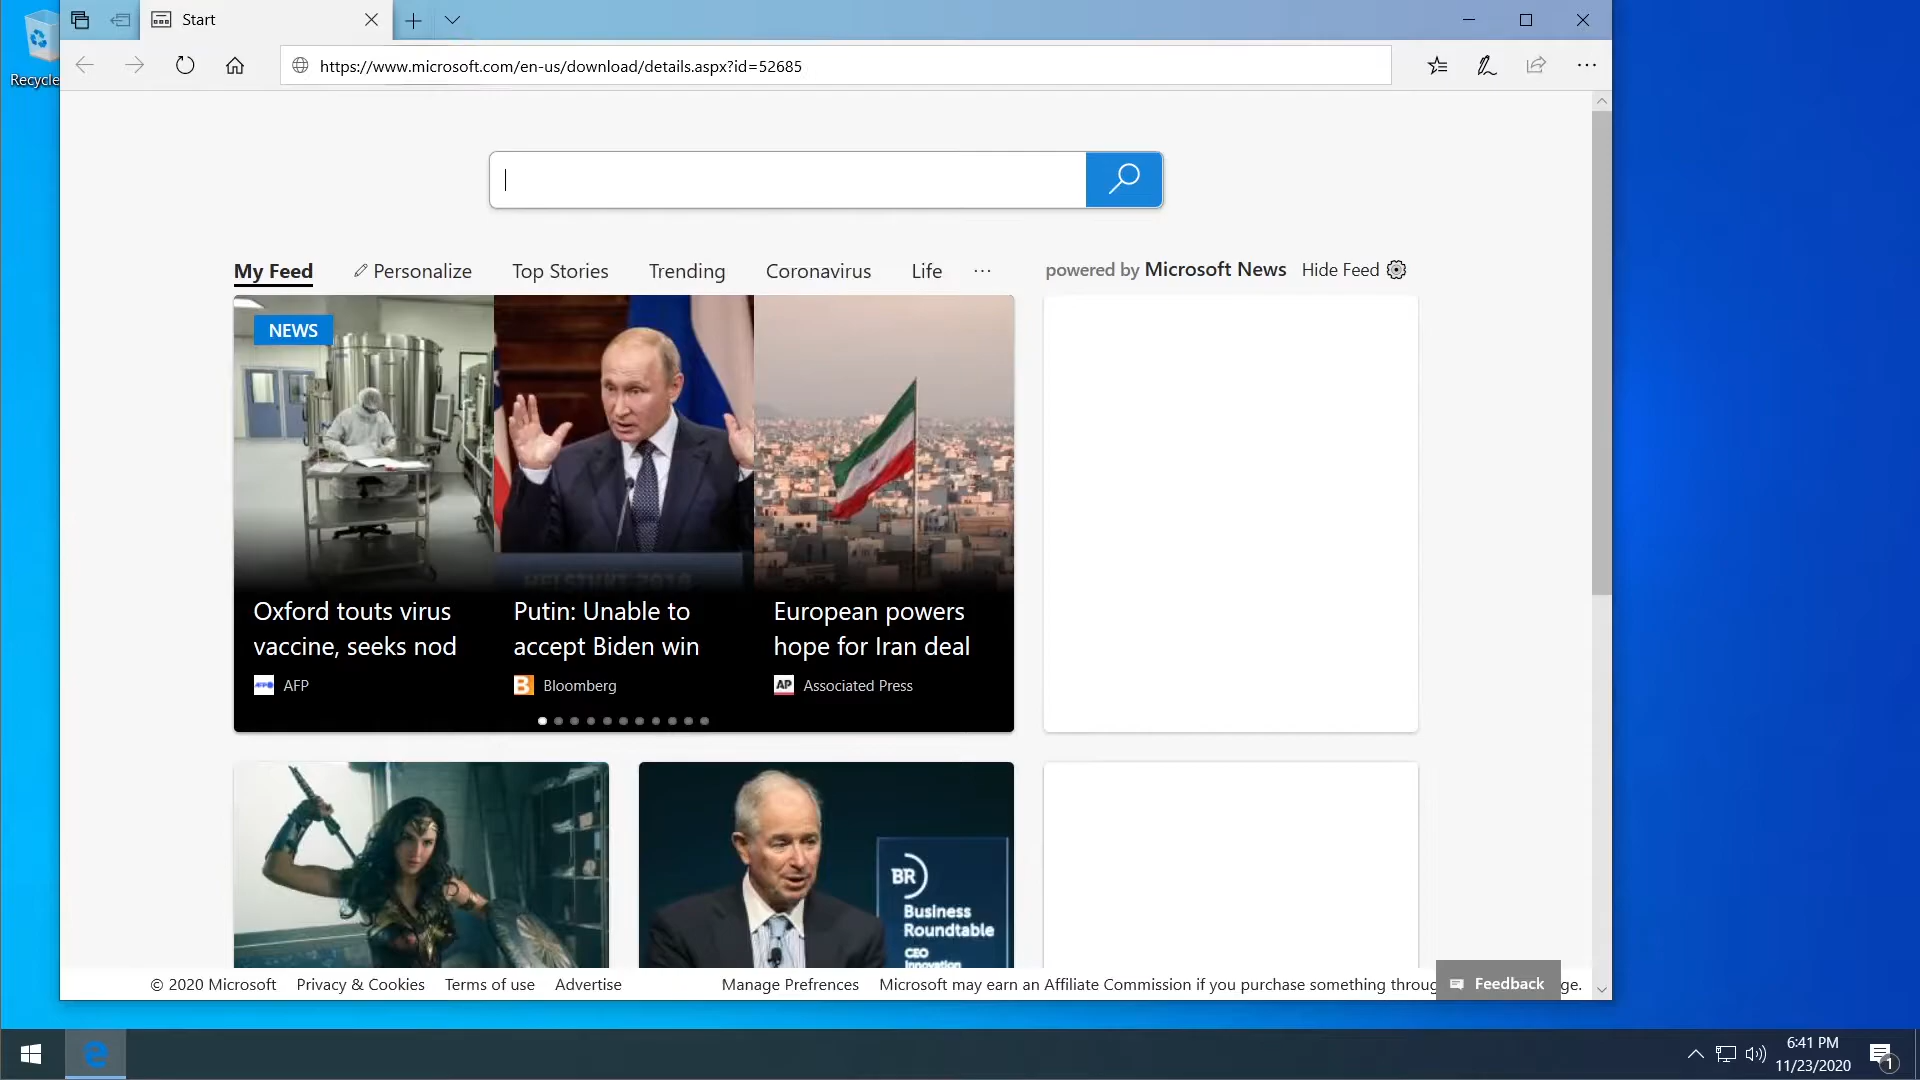 Start
Recycle
https://www.microsoft.com/en-us/download/details.aspx?id=52685
My Feed
Personalize
Top Stories
Trending
Coronavirus
Life
powered by Microsoft News
Hide Feed
NEWS
Oxford touts virus
vaccine, seeks nod
AFP
Putin: Unable to
accept Biden win
B Bloomberg
European powers
hope for Iran deal
AP Associated Press
BR
Business
Roundtable
CEO
Innovation
© 2020 Microsoft
Privacy & Cookies
Terms of use
Advertise
Manage Preferences
Microsoft may earn an Affiliate Commission if you purchase something throug
ge.
Feedback
6:41 PM
11/23/2020
1